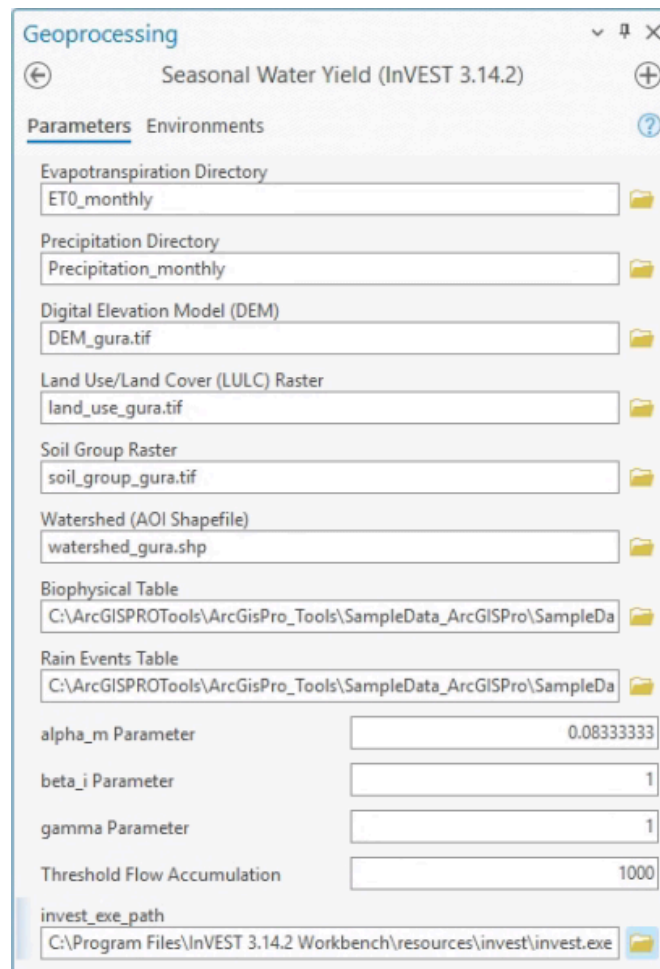 Geoprocessing
Seasonal Water Yield (InVEST 3.14.2)
Parameters Environments
Evapotranspiration Directory
ET0_monthly
Precipitation Directory
Precipitation_monthly
Digital Elevation Model (DEM)
DEM_gura.tif
Land Use/Land Cover (LULC) Raster
land_use_gura.tif
Soil Group Raster
soil_group_gura.tif
Watershed (AOI Shapefile)
watershed_gura.shp
Biophysical Table
C:\ArcGISPROTools\ArcGisPro_Tools\SampleData_ArcGISPro\SampleDa
Rain Events Table
C:\ArcGISPROTools\ArcGisPro_Tools\SampleData_ArcGISPro\SampleDa
alpha_m Parameter 0.08333333
beta_i Parameter 1
gamma Parameter 1
Threshold Flow Accumulation 1000
invest_exe_path
C:\Program Files\InVEST 3.14.2 Workbench\resources\invest\invest.exe